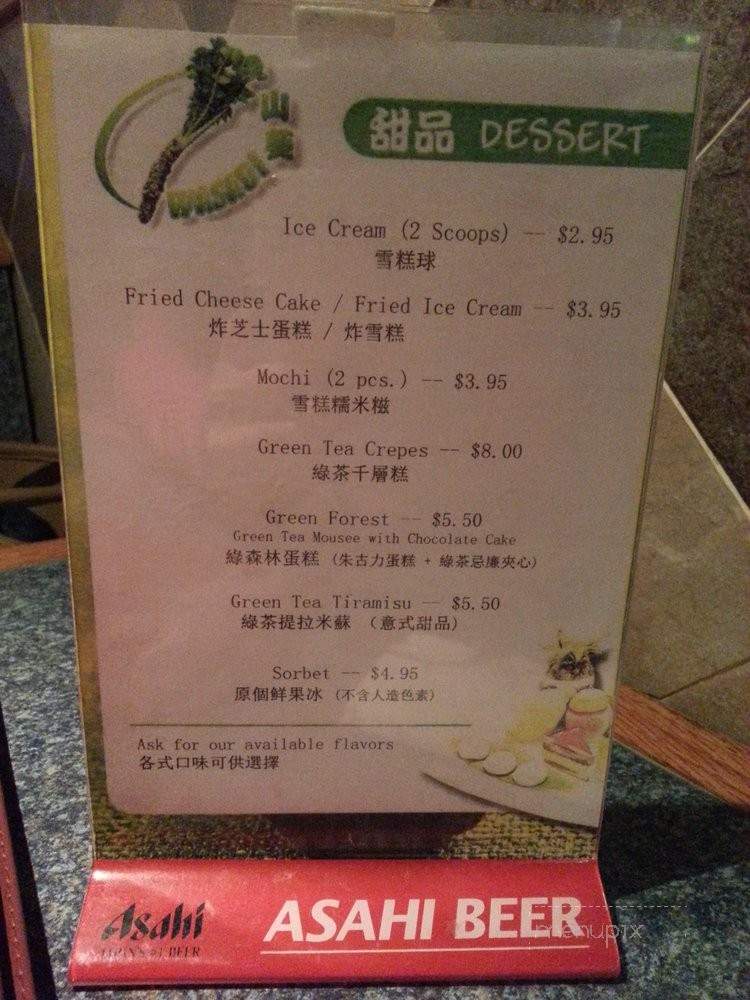 山葵
WASABI
甜品 DESSERT
Ice Cream (2 Scoops) -- $2.95
雪糕球
Fried Cheese Cake / Fried Ice Cream -- $3.95
炸芝士蛋糕 / 炸雪糕
Mochi (2 pcs.) -- $3.95
雪糕糯米糍
Green Tea Crepes -- $8.00
綠茶千層糕
Green Forest -- $5.50
Green Tea Mousee with Chocolate Cake
綠森林蛋糕 (朱古力蛋糕 + 綠茶忌廉夾心)
Green Tea Tiramisu -- $5.50
綠茶提拉米蘇 (意式甜品)
Sorbet -- $4.95
原個鮮果冰 (不含人造色素)
Ask for our available flavors
各式口味可供選擇
Asahi ASAHI BEER
menupix